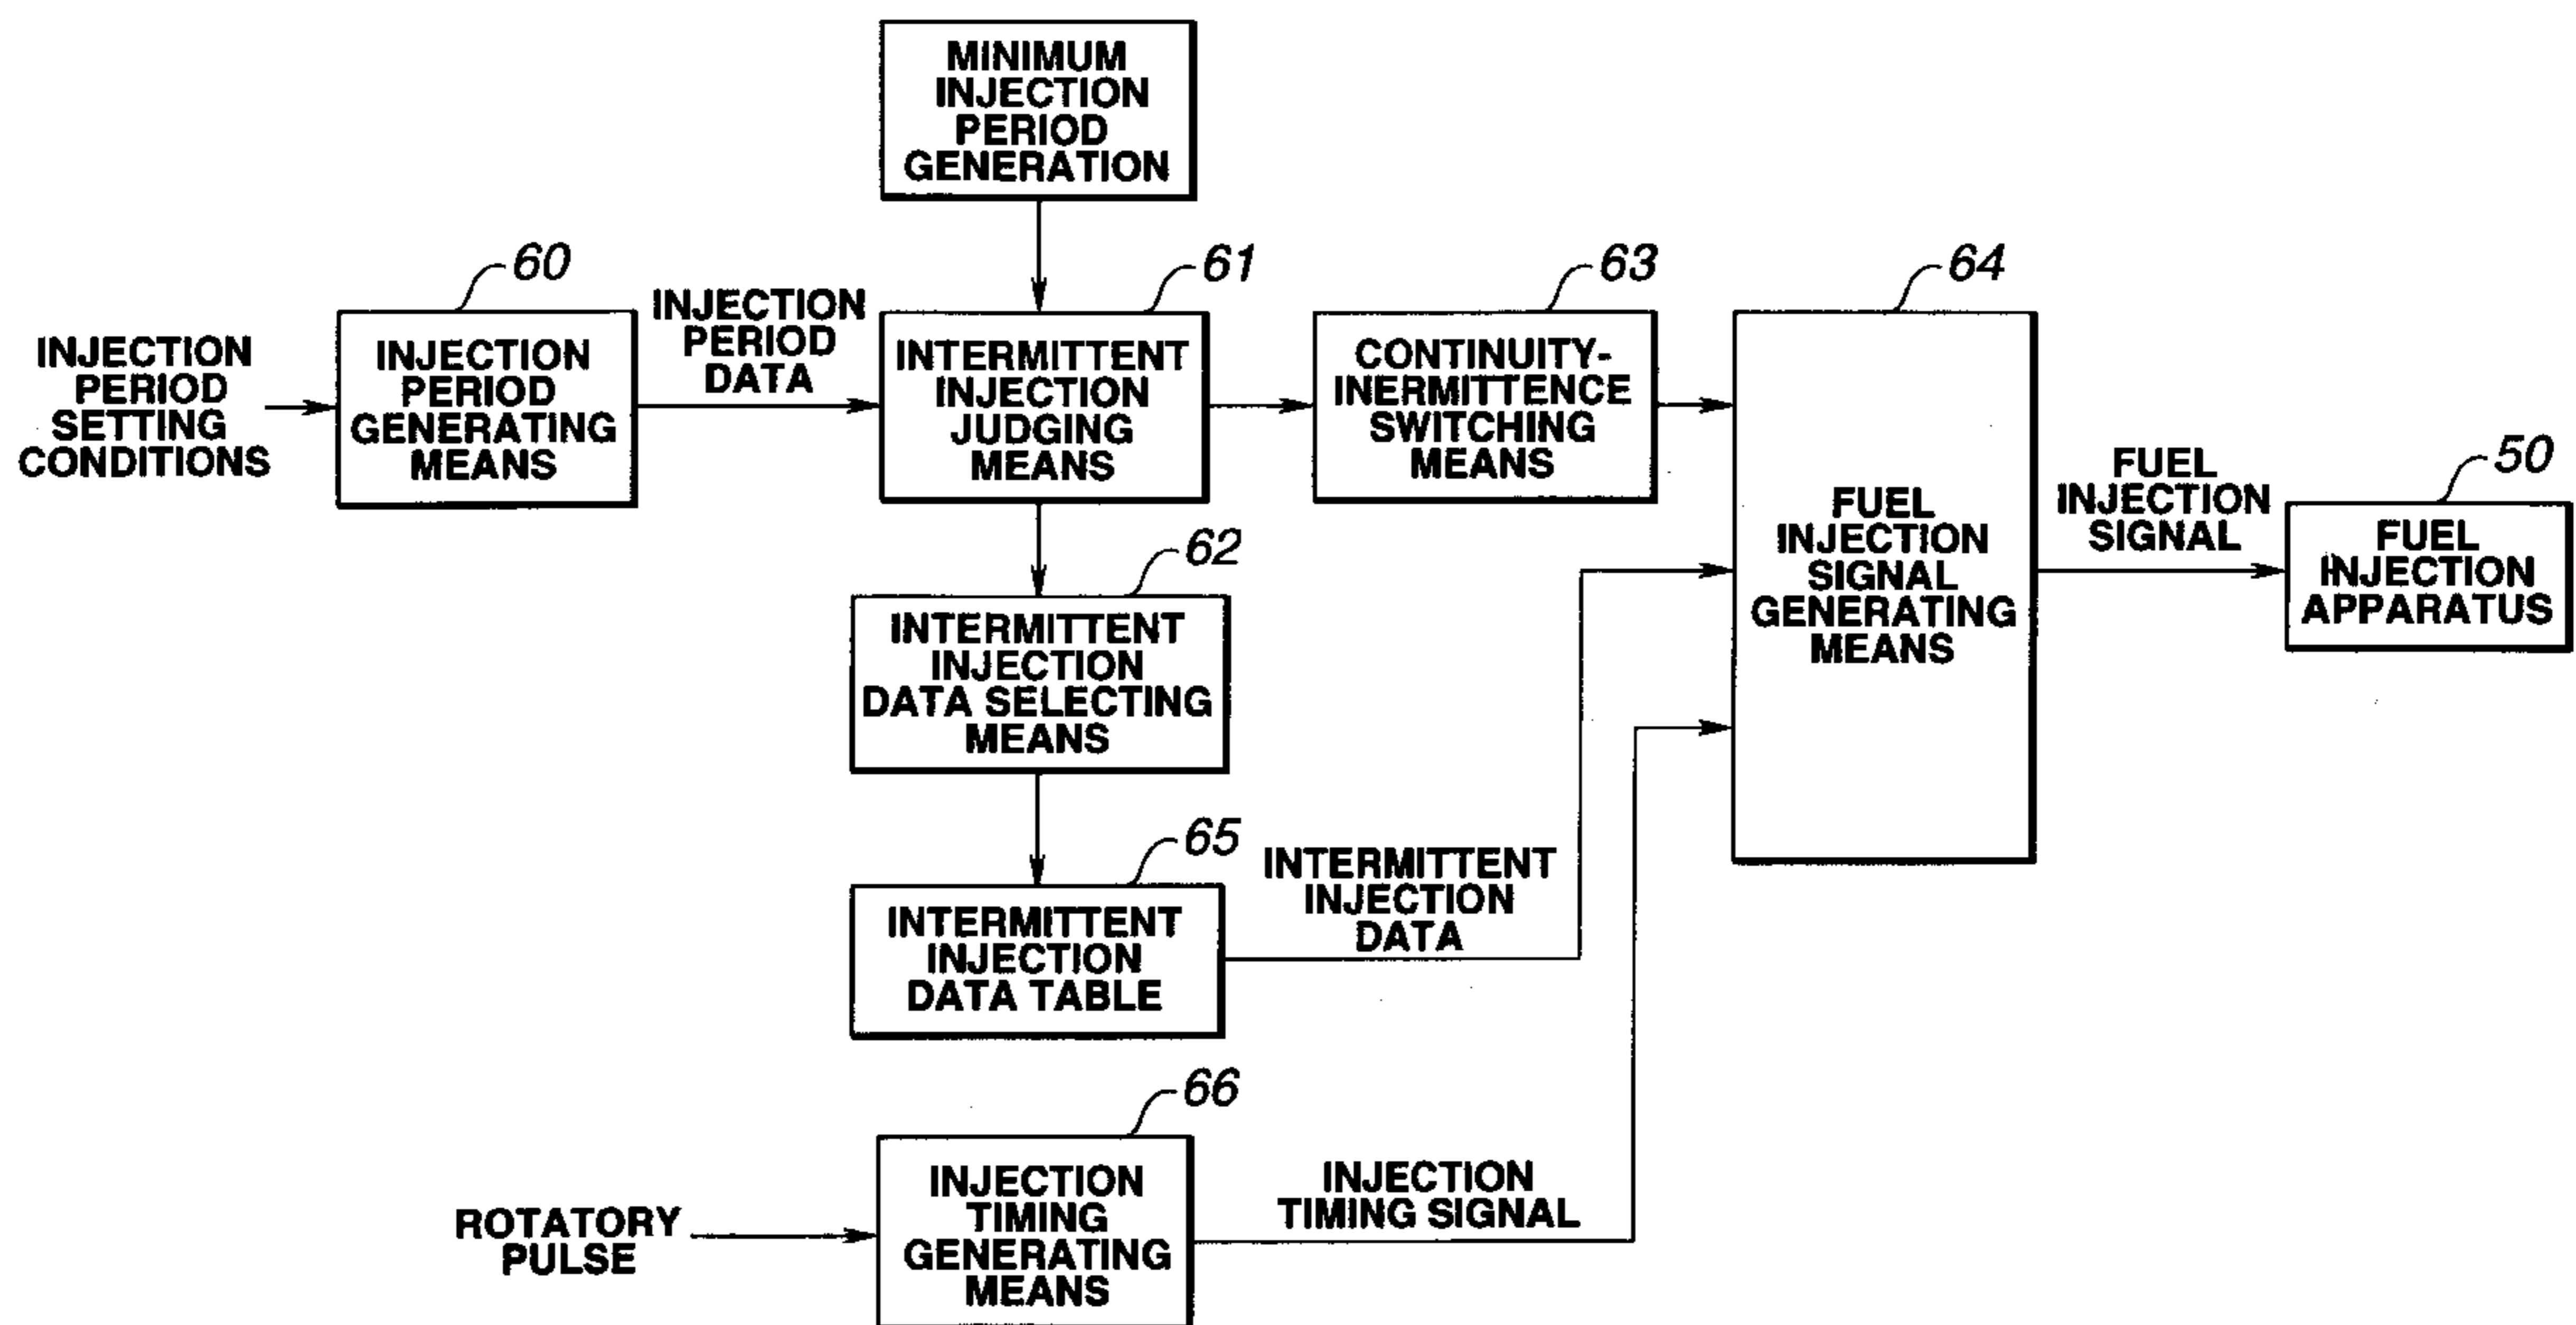 MINIMUM
INJECTION
PERIOD
GENERATION
60
61
63
64
INJECTION
PERIOD
SETTING
CONDITIONS
INJECTION
PERIOD
GENERATING
MEANS
INJECTION
PERIOD
DATA
INTERMITTENT
INJECTION
JUDGING
MEANS
CONTINUITY-
INERMITTENCE
SWITCHING
MEANS
FUEL
INJECTION
SIGNAL
GENERATING
MEANS
FUEL
INJECTION
SIGNAL
50
FUEL
INJECTION
APPARATUS
62
INTERMITTENT
INJECTION
DATA SELECTING
MEANS
65
INTERMITTENT
INJECTION
DATA TABLE
INTERMITTENT
INJECTION
DATA
66
ROTATORY
PULSE
INJECTION
TIMING
GENERATING
MEANS
INJECTION
TIMING SIGNAL